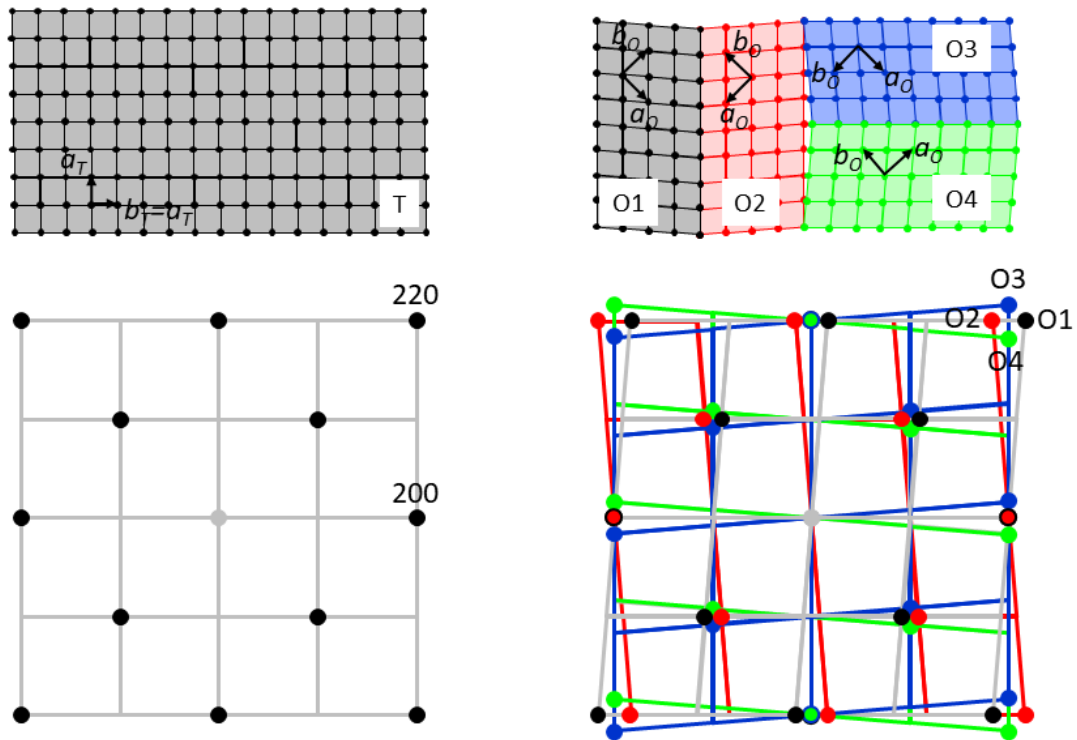 a_T
b_T=a_T
T
b_O
a_O
O1
b_O
a_O
O2
b_O
a_O
O3
b_O
a_O
O4
220
200
O3
O2
O1
O4